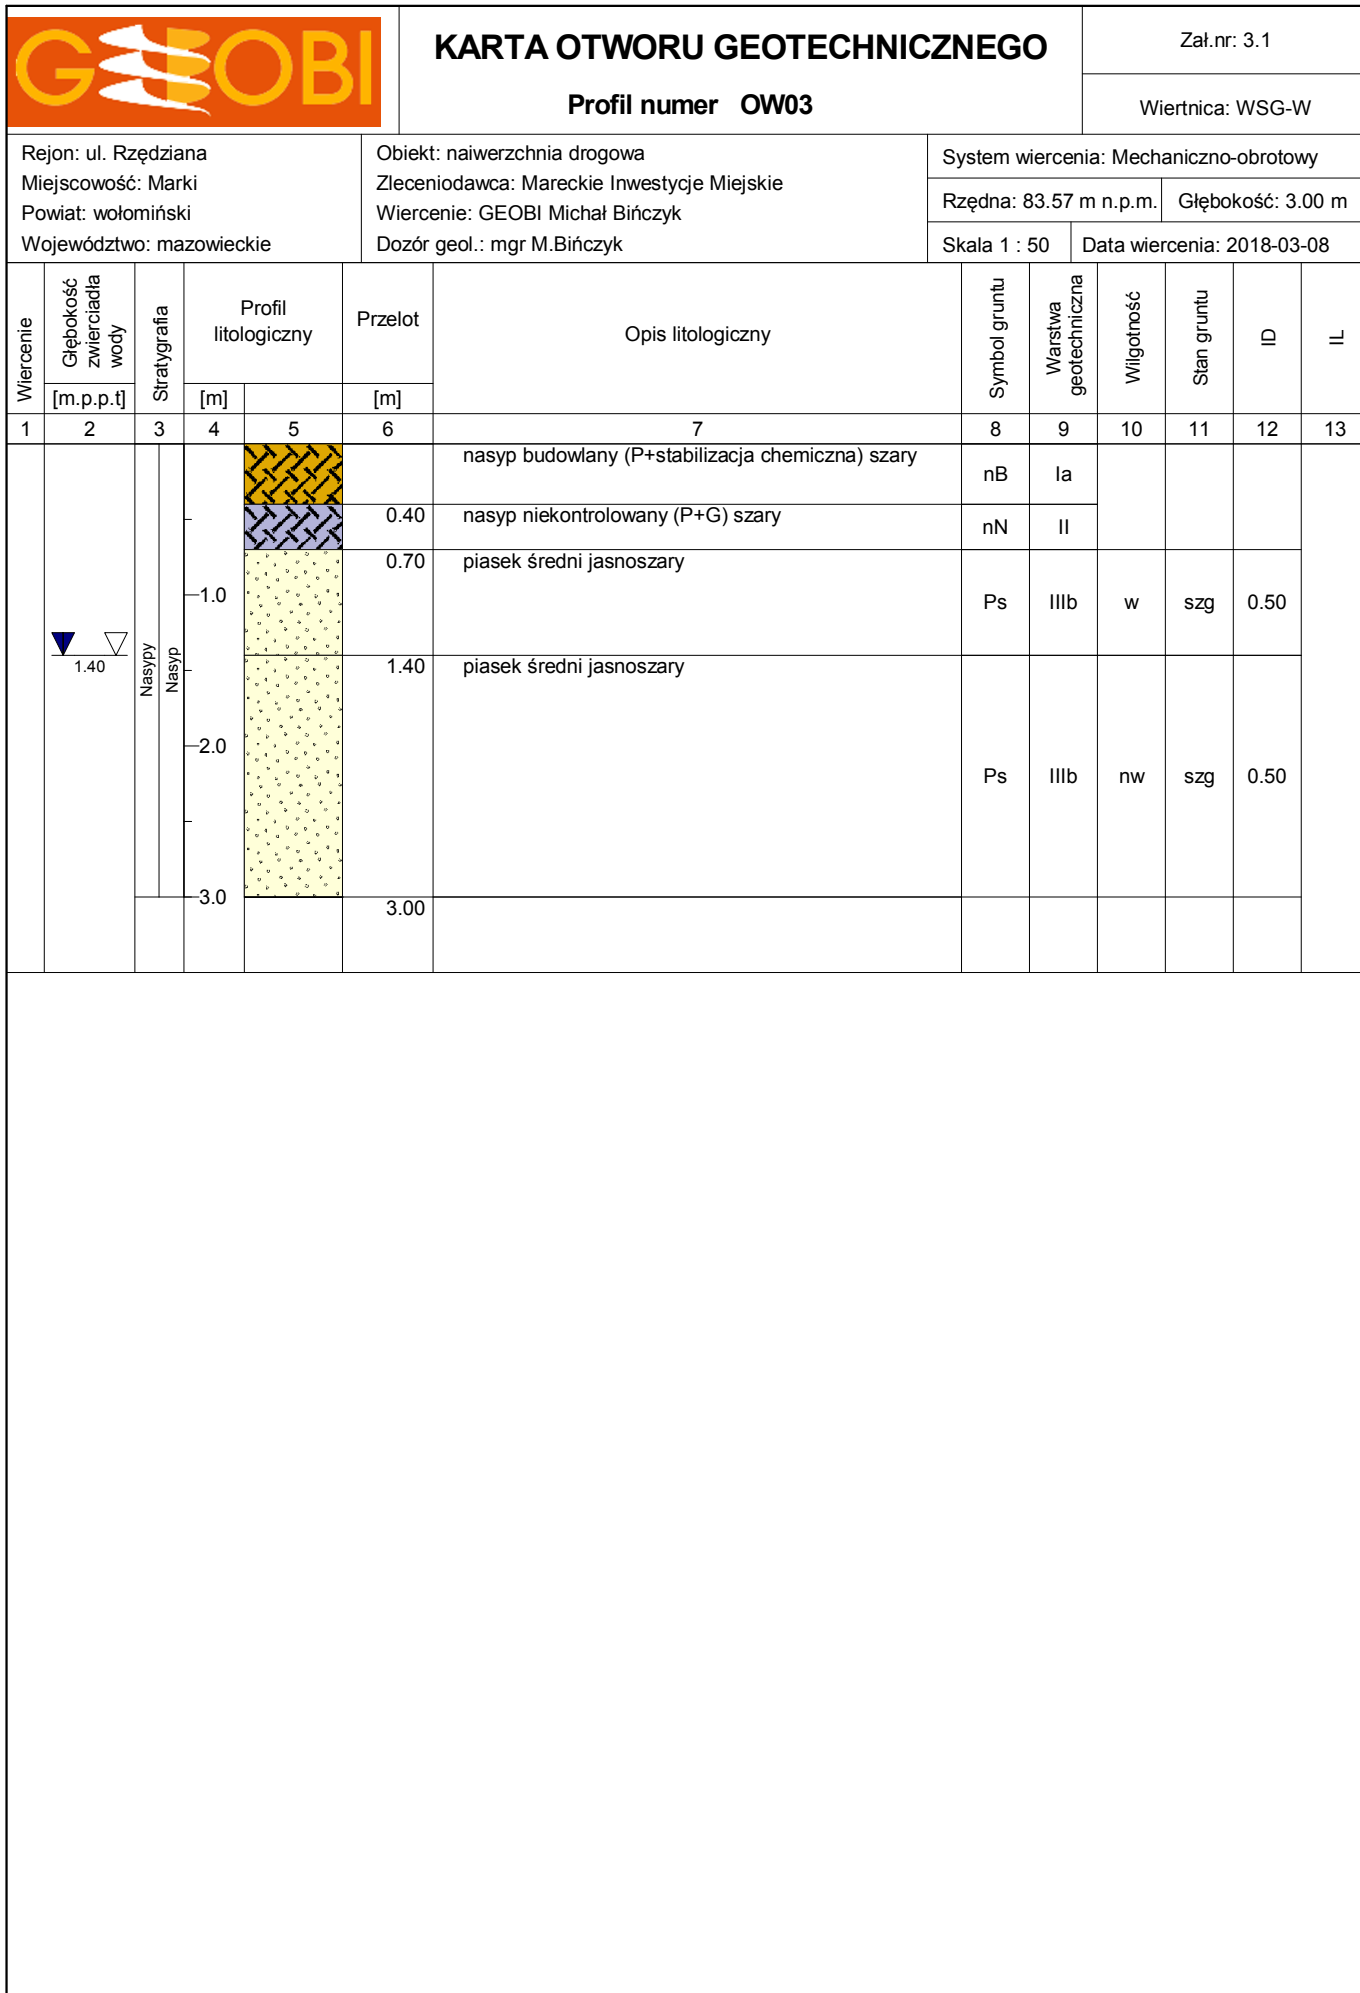 GEOBI
KARTA OTWORU GEOTECHNICZNEGO
Profil numer OW03
Zał.nr: 3.1
Wiertnica: WSG-W
Rejon: ul. Rzędziana
Miejscowość: Marki
Powiat: wołomiński
Województwo: mazowieckie
Obiekt: naiwerzchnia drogowa
Zleceniodawca: Mareckie Inwestycje Miejskie
Wiercenie: GEOBI Michał Bińczyk
Dozór geol.: mgr M.Bińczyk
System wiercenia: Mechaniczno-obrotowy
Rzędna: 83.57 m n.p.m. Głębokość: 3.00 m
Skala 1 : 50 Data wiercenia: 2018-03-08
Wiercenie
Głębokość
zwierciadła
wody
[m.p.p.t]
Stratygrafia
Profil
litologiczny
[m]
Przelot
[m]
Opis litologiczny
Symbol gruntu
Warstwa
geotechniczna
Wilgotność
Stan gruntu
ID
IL
1 2 3 4 5 6 7 8 9 10 11 12 13
nasyp budowlany (P+stabilizacja chemiczna) szary
nB Ia
0.40 nasyp niekontrolowany (P+G) szary
nN II
0.70 piasek średni jasnoszary
1.0
Ps IIIb w szg 0.50
1.40
Nasypy
Nasyp
1.40 piasek średni jasnoszary
2.0
Ps IIIb nw szg 0.50
3.0
3.00